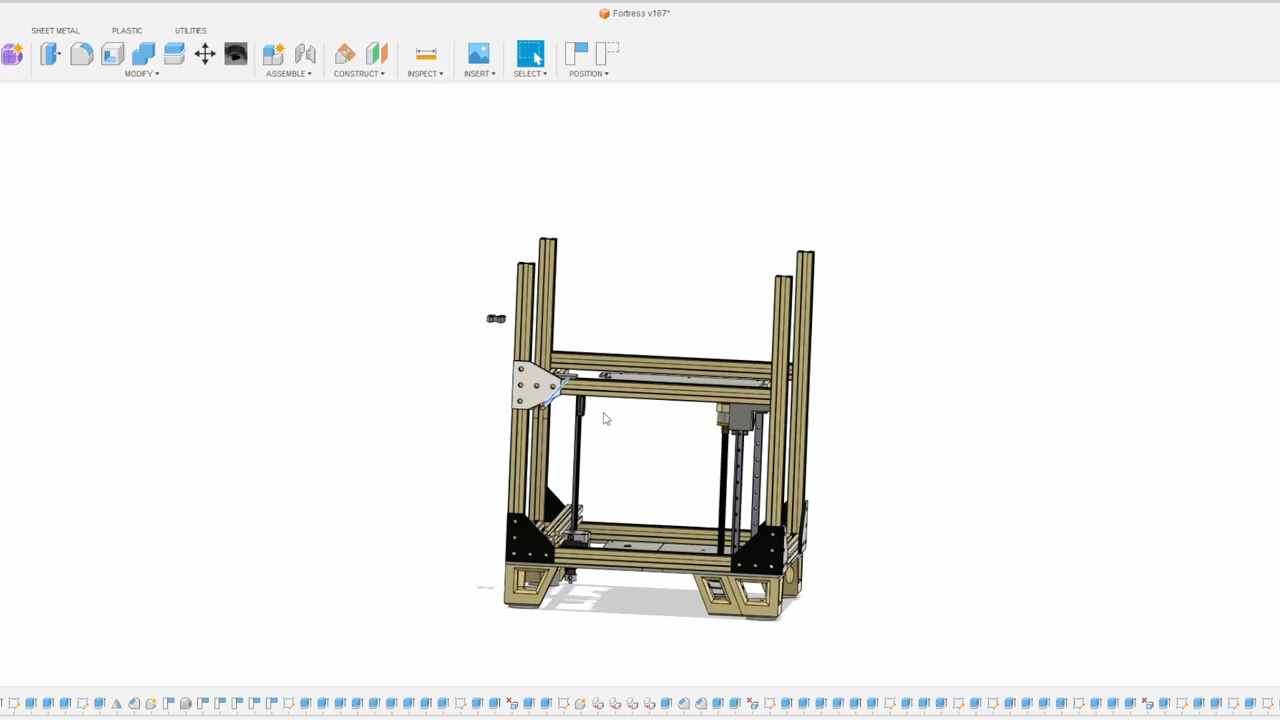 Fortress v187*
SHEET METAL PLASTIC UTILITIES
MODIFY ASSEMBLE CONSTRUCT INSPECT INSERT SELECT POSITION